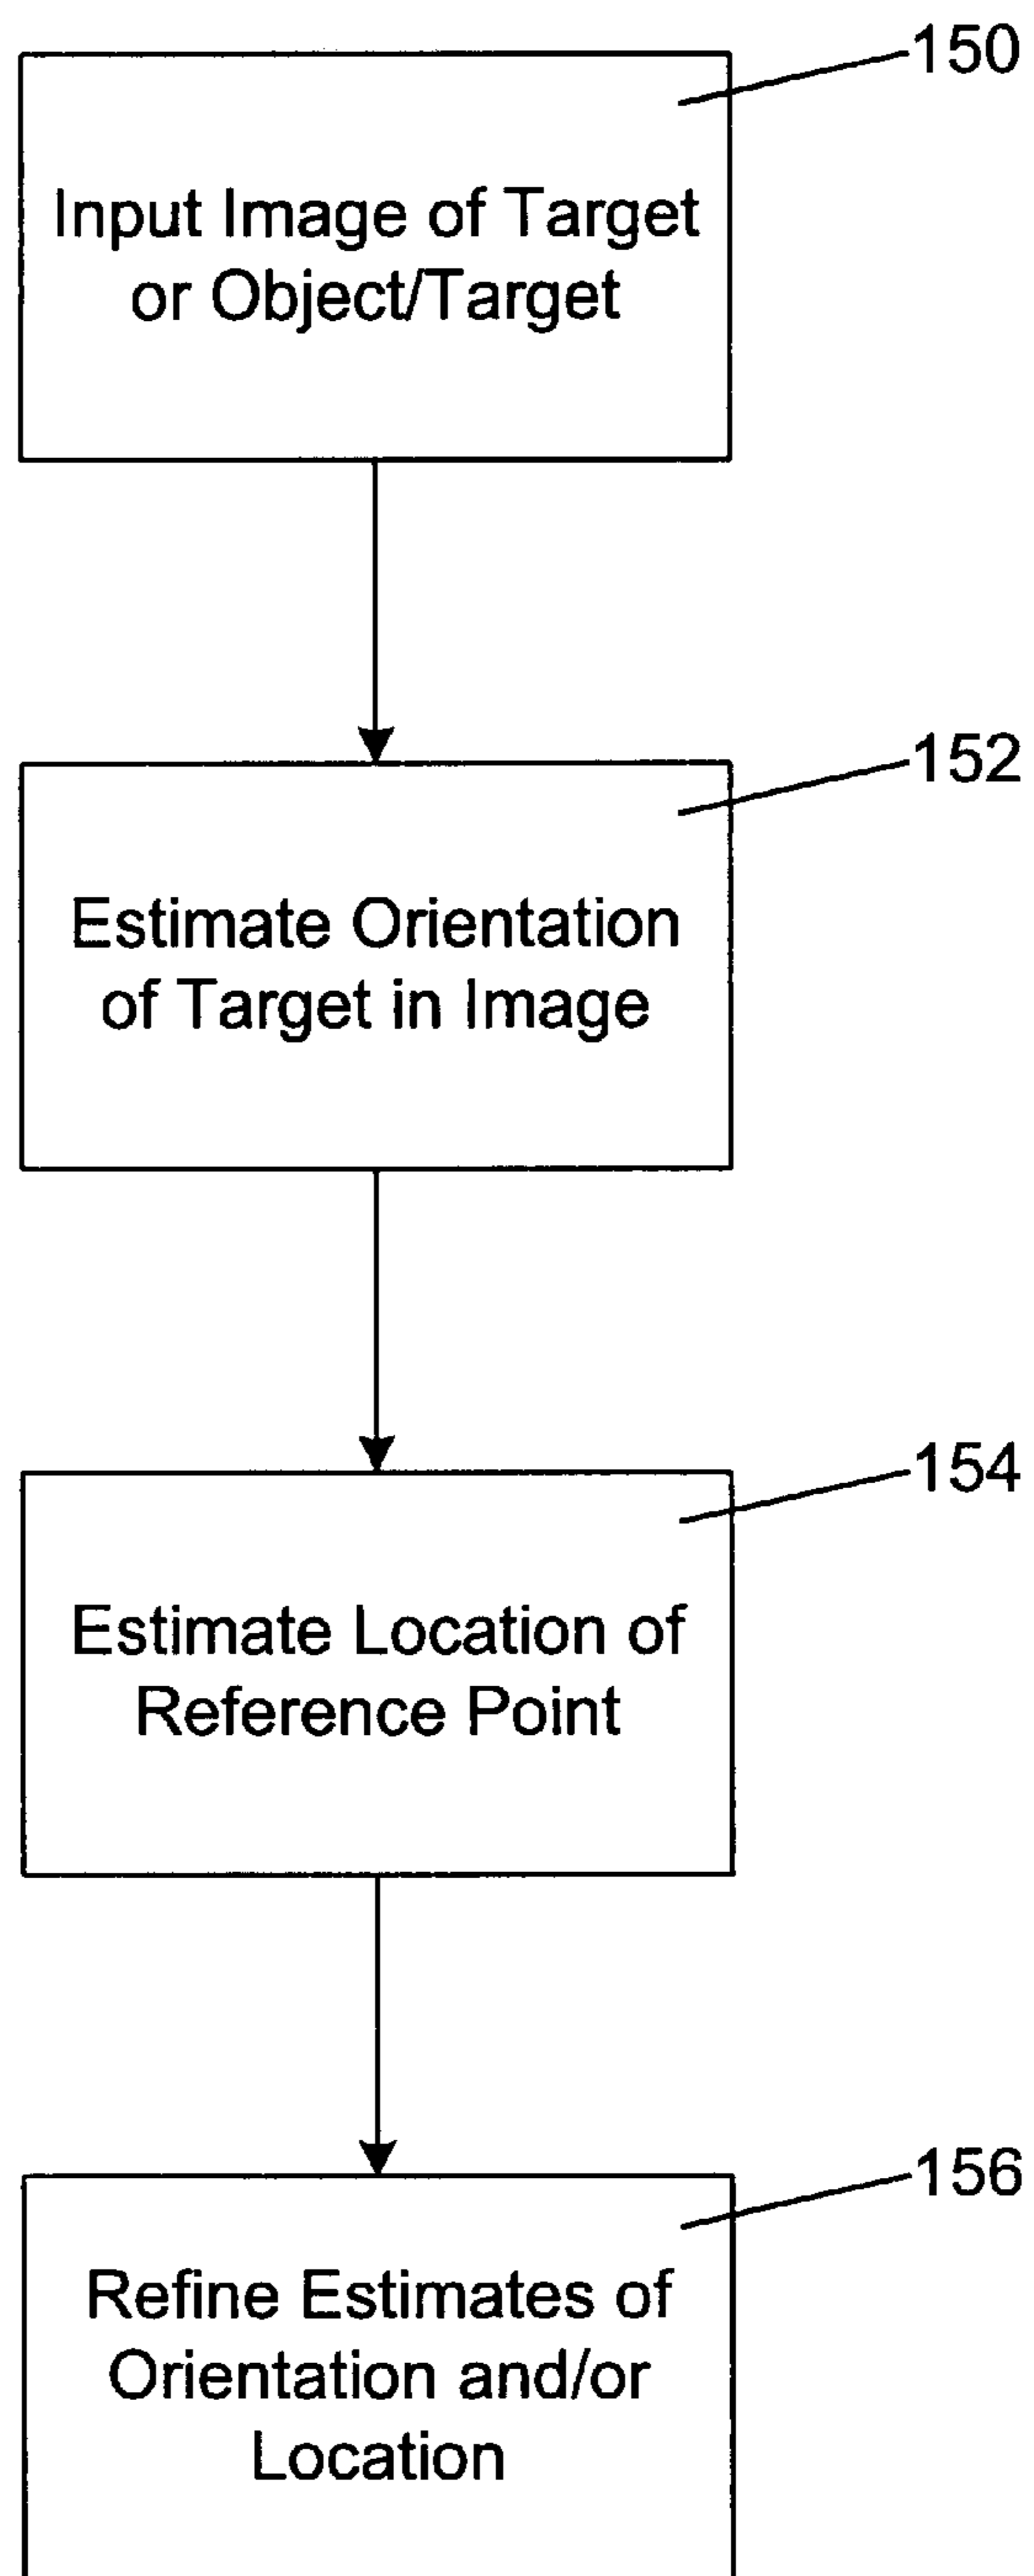 150
Input Image of Target
or Object/Target
152
Estimate Orientation
of Target in Image
154
Estimate Location of
Reference Point
156
Refine Estimates of
Orientation and/or
Location